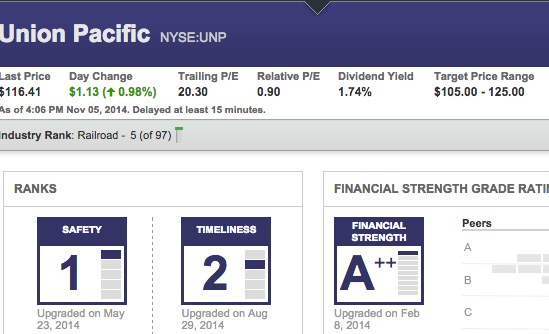 Union Pacific NYSE:UNP
Last Price Day Change Trailing P/E Relative P/E Dividend Yield Target Price Range
$116.41 $1.13 (↑ 0.98%) 20.30 0.90 1.74% $105.00 - 125.00
As of 4:06 PM Nov 05, 2014. Delayed at least 15 minutes.
Industry Rank: Railroad - 5 (of 97)
RANKS
FINANCIAL STRENGTH GRADE RATI
SAFETY
1
Upgraded on May
23, 2014
TIMELINESS
2
Upgraded on Aug
29, 2014
FINANCIAL
STRENGTH
A++
Upgraded on Feb
8, 2014
Peers
A
B
C